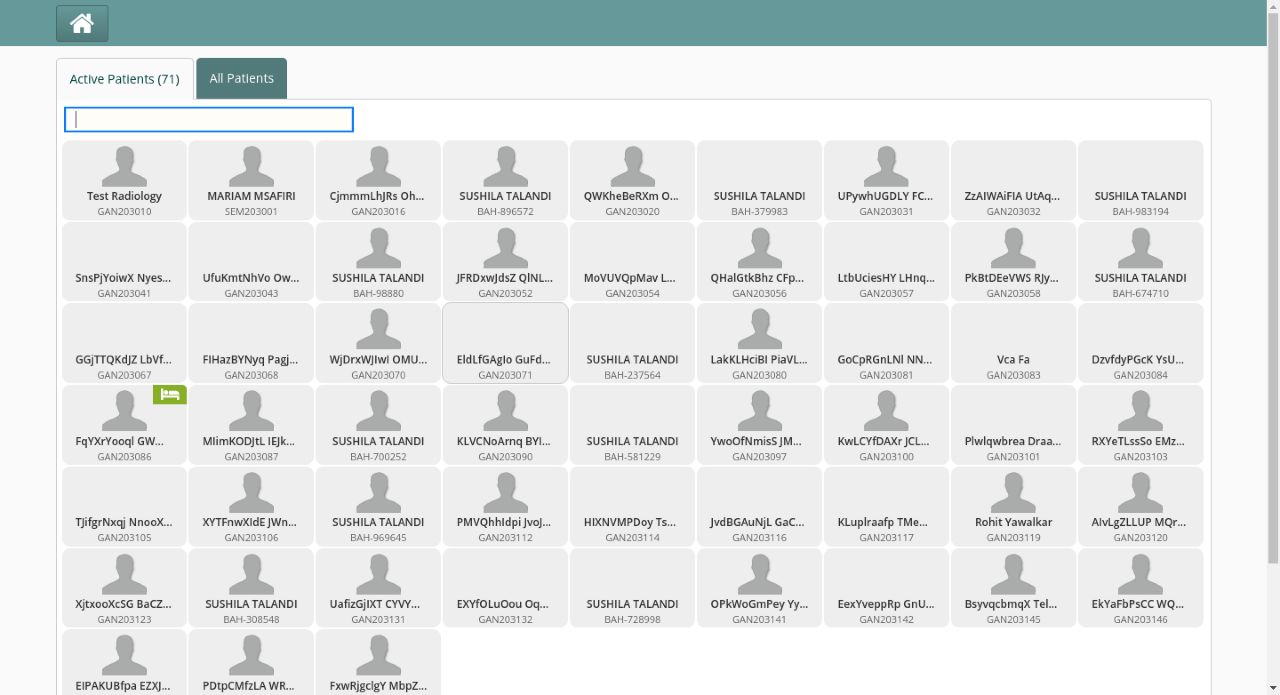 Active Patients (71)
All Patients
Test Radiology
GAN203010
MARIAM MSAFIRI
SEM203001
CjmmmLhJRs Oh...
GAN203016
SUSHILA TALANDI
BAH-896572
QWKheBeRXm O...
GAN203020
SUSHILA TALANDI
BAH-379983
UPywhUGDLY FC...
GAN203031
ZzAIWAiFIA UtAq...
GAN203032
SUSHILA TALANDI
BAH-983194
SnsPjYoiwX Nyes...
GAN203041
UfuKmtNhVo Ow...
GAN203043
SUSHILA TALANDI
BAH-98880
JFRDxwJdsZ QlNL...
GAN203052
MoVUVQpMav L...
GAN203054
QHalGtkBhz CFp...
GAN203056
LtbUciesHY LHnq...
GAN203057
PkBtDEeVWS RJy...
GAN203058
SUSHILA TALANDI
BAH-674710
GGjTTQKdJZ LbVf...
GAN203067
FIHazBYNyq Pagj...
GAN203068
WjDrxWJIwI OMU...
GAN203070
EldLfGAgIo GuFd...
GAN203071
SUSHILA TALANDI
BAH-237564
LakKLHciBI PiaVL...
GAN203080
GoCpRGnLNl NN...
GAN203081
Vca Fa
GAN203083
DzvfdyPGcK YsU...
GAN203084
FqYXrYooql GW...
GAN203086
MIimKODJtL IEJk...
GAN203087
SUSHILA TALANDI
BAH-700252
KLVCNoArnq BYI...
GAN203090
SUSHILA TALANDI
BAH-581229
YwoOfNmisS JM...
GAN203097
KwLCYfDAXr JCL...
GAN203100
Plwlqwbrea Draa...
GAN203101
RXYeTLssSo EMz...
GAN203103
TJifgrNxqj NnooX...
GAN203105
XYTFnwXIdE JWn...
GAN203106
SUSHILA TALANDI
BAH-969645
PMVQhhIdpi JvoJ...
GAN203112
HIXNVMPDoy Ts...
GAN203114
JvdBGAuNjL GaC...
GAN203116
KLuplraafp TMe...
GAN203117
Rohit Yawalkar
GAN203119
AIvLgZLLUP MQr...
GAN203120
XjtxooXcSG BaCZ...
GAN203123
SUSHILA TALANDI
BAH-308548
UafizGjIXT CYVY...
GAN203131
EXYfOLuOou Oq...
GAN203132
SUSHILA TALANDI
BAH-728998
OPkWoGmPey Yy...
GAN203141
EexYveppRp GnU...
GAN203142
BsyvqcbmqX Tel...
GAN203145
EkYaFbPsCC WQ...
GAN203146
EIPAKUBfpa EZXJ...
PDtpCMfzLA WR...
FxwRjgclgY MbpZ...